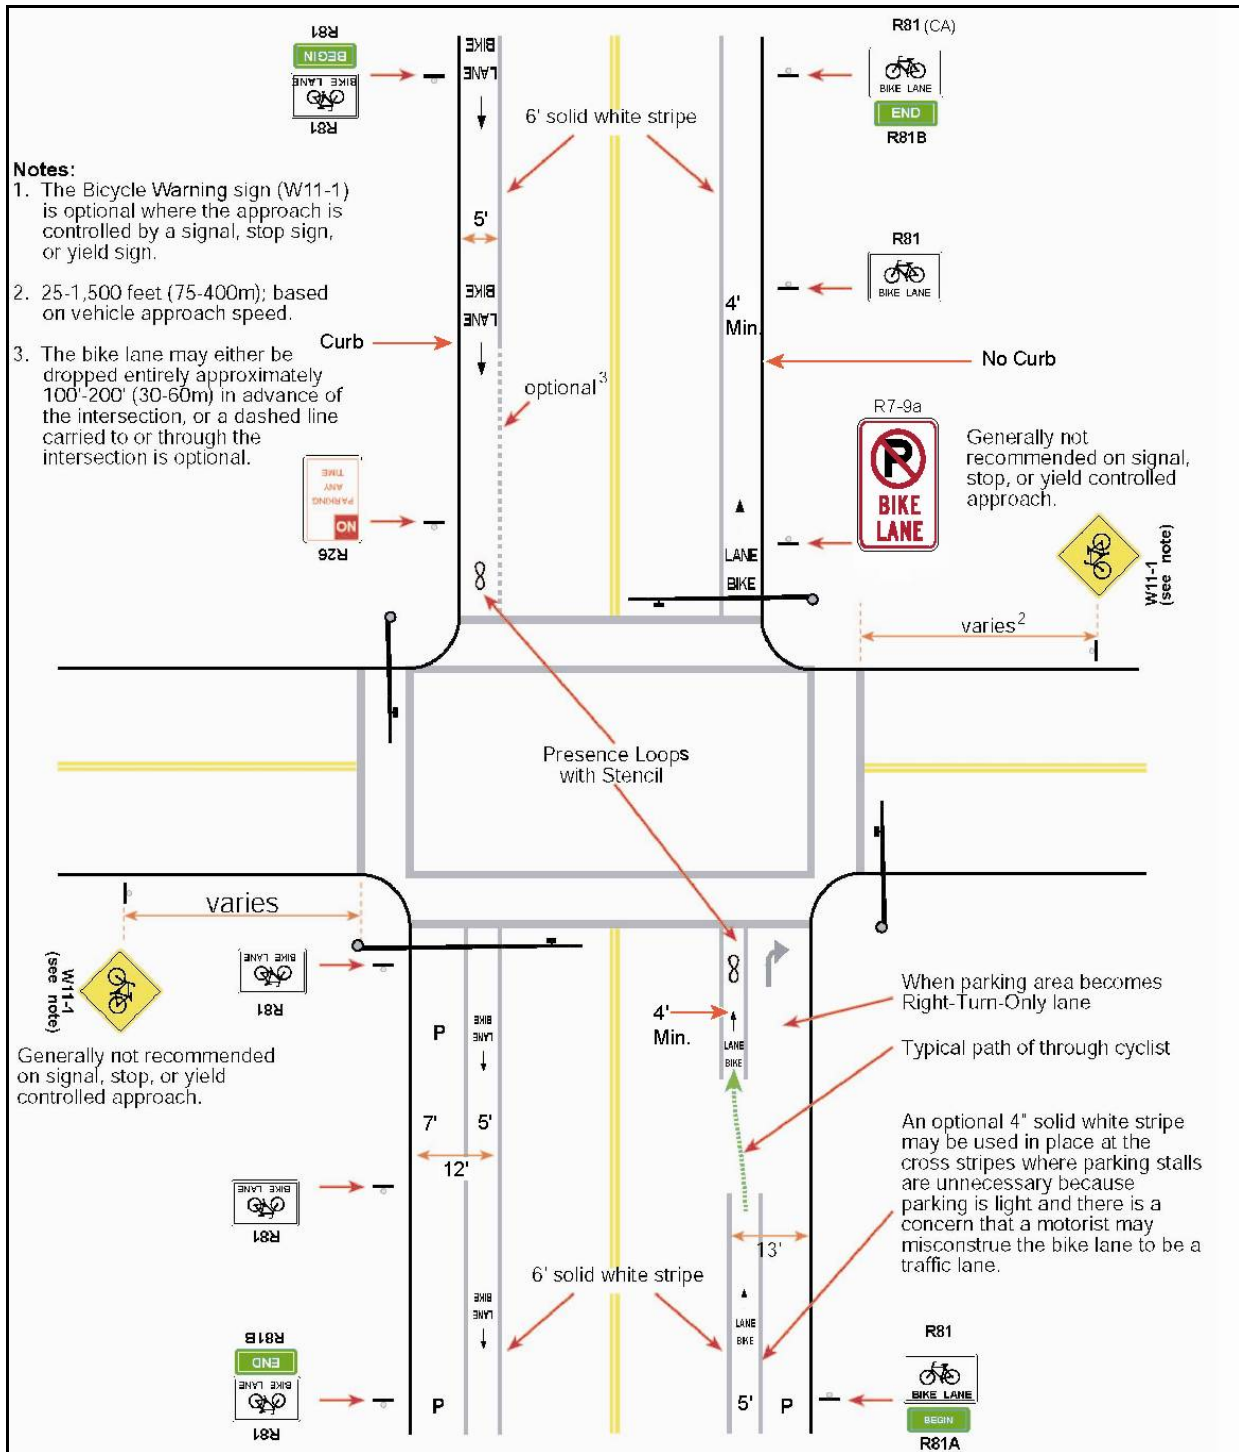 R81
BEGIN
BIKE LANE
R81
BIKE
LANE
R81 (CA)
BIKE LANE
END
R81B
6' solid white stripe
Notes:
1. The Bicycle Warning sign (W11-1)
is optional where the approach is
controlled by a signal, stop sign,
or yield sign.
2. 25-1,500 feet (75-400m); based
on vehicle approach speed.
3. The bike lane may either be
dropped entirely approximately
100'-200' (30-60m) in advance of
the intersection, or a dashed line
carried to or through the
intersection is optional.
5'
R81
BIKE LANE
BIKE
LANE
4'
Min.
Curb
No Curb
optional3
R7-9a
P
BIKE
LANE
Generally not
recommended on signal,
stop, or yield controlled
approach.
NO
PARKING
ANY
TIME
R26
LANE
BIKE
W11-1
(see note)
varies2
Presence Loops
with Stencil
varies
W11-1
(see note)
BIKE LANE
R81
Generally not recommended
on signal, stop, or yield
controlled approach.
P
BIKE
LANE
4'
Min.
LANE
BIKE
When parking area becomes
Right-Turn-Only lane
Typical path of through cyclist
7'
5'
12'
An optional 4" solid white stripe
may be used in place at the
cross stripes where parking stalls
are unnecessary because
parking is light and there is a
concern that a motorist may
misconstrue the bike lane to be a
traffic lane.
BIKE LANE
R81
13'
6' solid white stripe
BIKE
LANE
LANE
BIKE
R81B
END
BIKE LANE
R81
P
5'
P
R81
BIKE LANE
BEGIN
R81A